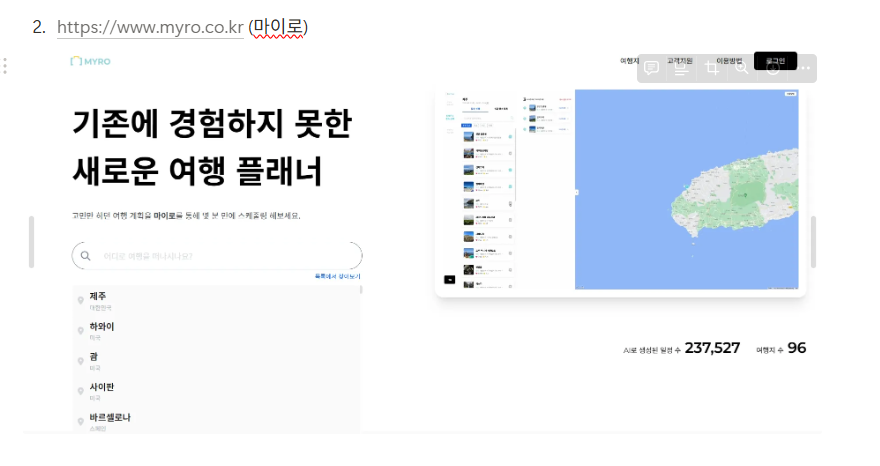 2. https://www.myro.co.kr (마이로)
MYRO
여행지 고객지원 이용방법 로그인
기존에 경험하지 못한
새로운 여행 플래너
고민만 하던 여행 계획을 마이로를 통해 몇 분 만에 스케줄링 해보세요.
어디로 여행을 떠나시나요?
목록에서 찾아보기
제주
대한민국
하와이
미국
괌
미국
사이판
미국
바르셀로나
스페인
AI로 생성된 일정 수 237,527 여행지 수 96